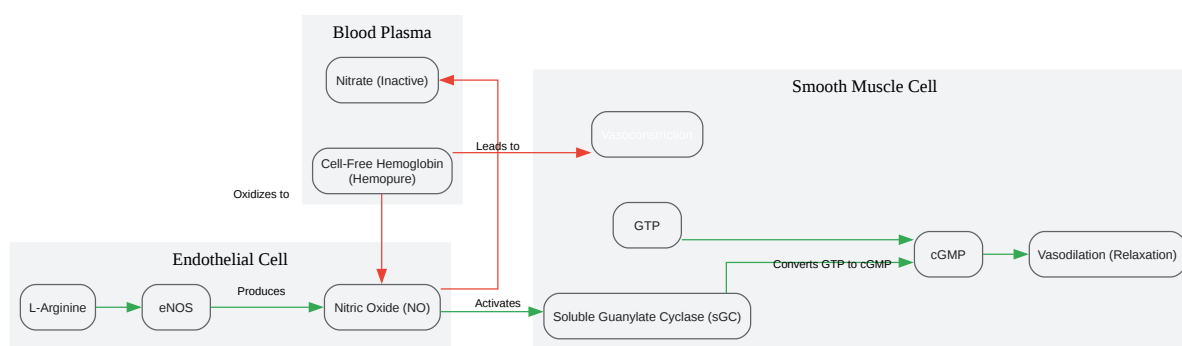 Blood Plasma
Nitrate (Inactive)
Smooth Muscle Cell
Vasoconstriction
Leads to
Cell-Free Hemoglobin
(Hemopure)
Oxidizes to
GTP
Endothelial Cell
cGMP
Vasodilation (Relaxation)
Converts GTP to cGMP
L-Arginine
eNOS
Produces
Nitric Oxide (NO)
Activates
Soluble Guanylate Cyclase (sGC)